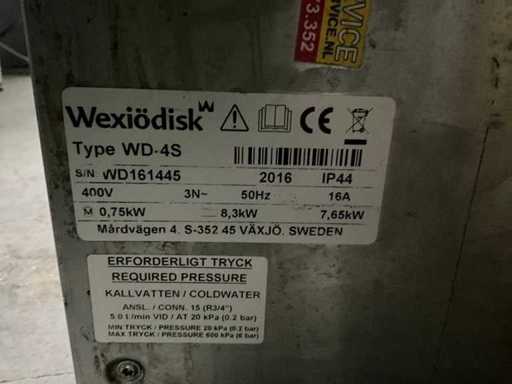 SERVICE
SERVICE.NL
73.352
Wexiödisk
Type WD-4S
S/N WD161445 2016 IP44
400V 3N~ 50Hz 16A
M 0,75kW 8,3kW 7,65kW
Mårdvägen 4. S-352 45 VÄXJÖ. SWEDEN
ERFORDERLIGT TRYCK
REQUIRED PRESSURE
KALLVATTEN / COLDWATER
ANSL. / CONN. 15 (R3/4")
5.0 l/min VID / AT 20 kPa (0.2 bar)
MIN TRYCK / PRESSURE 20 kPa (0.2 bar)
MAX TRYCK / PRESSURE 600 kPa (6 bar)